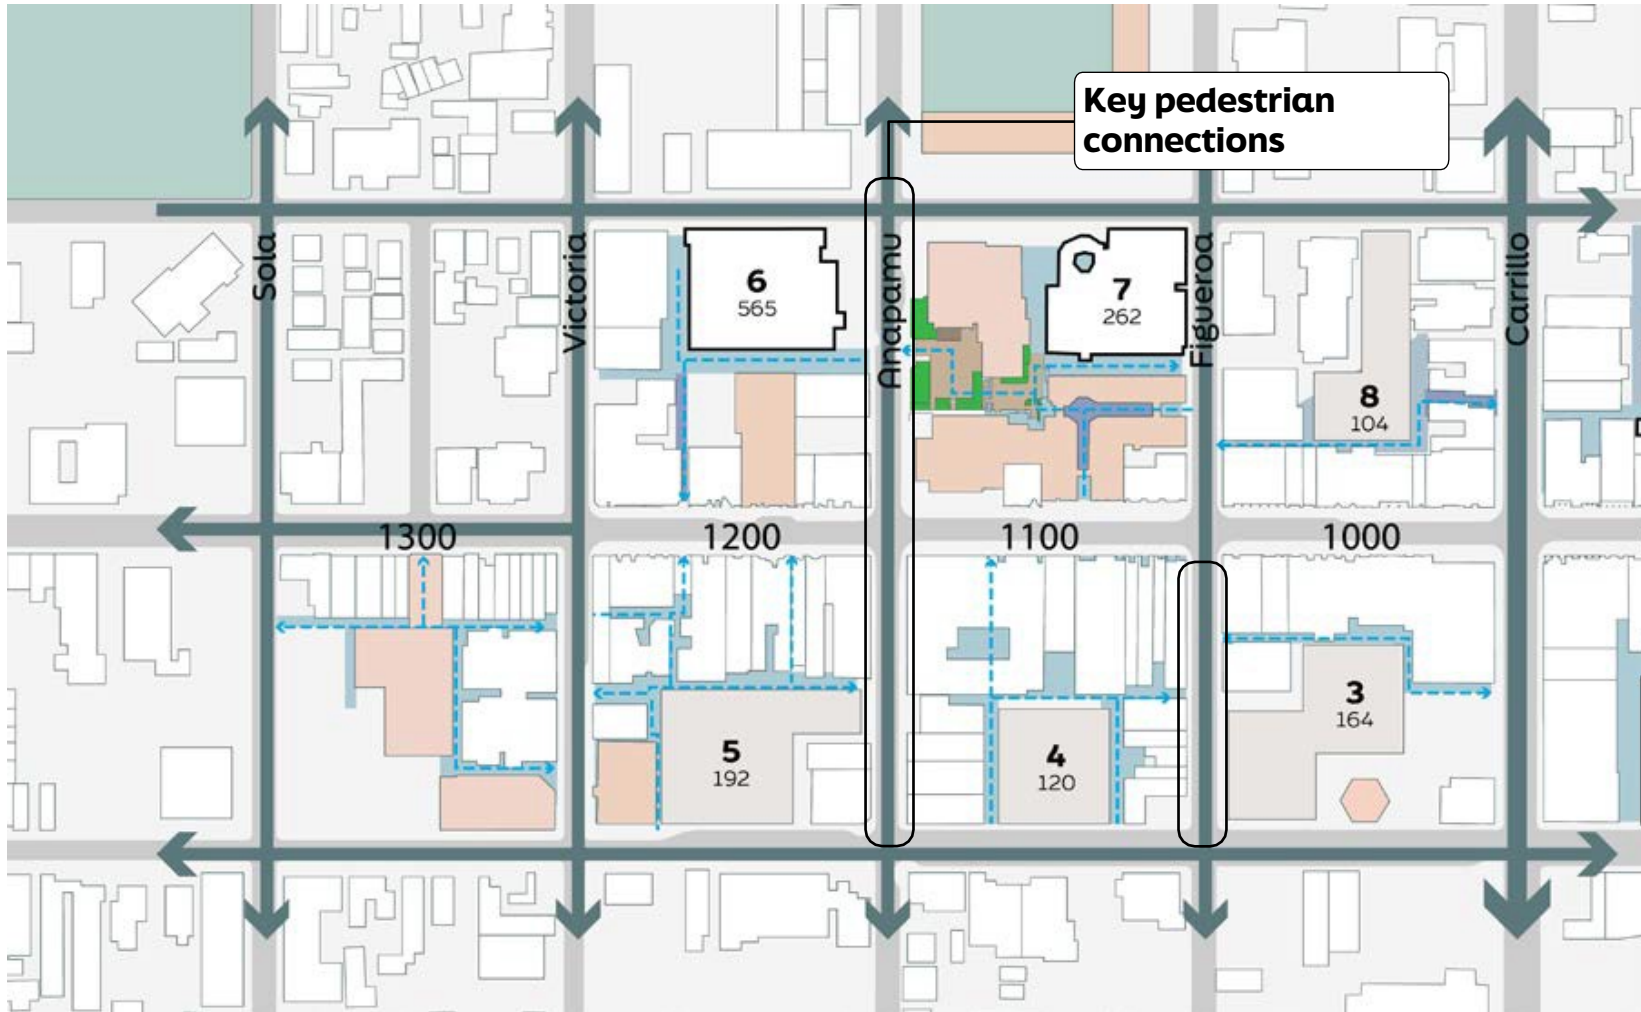 Key pedestrian
connections
Sola
Victoria
Anapamu
Figueroa
Carrillo
6
565
7
262
8
104
1300
1200
1100
1000
5
192
4
120
3
164